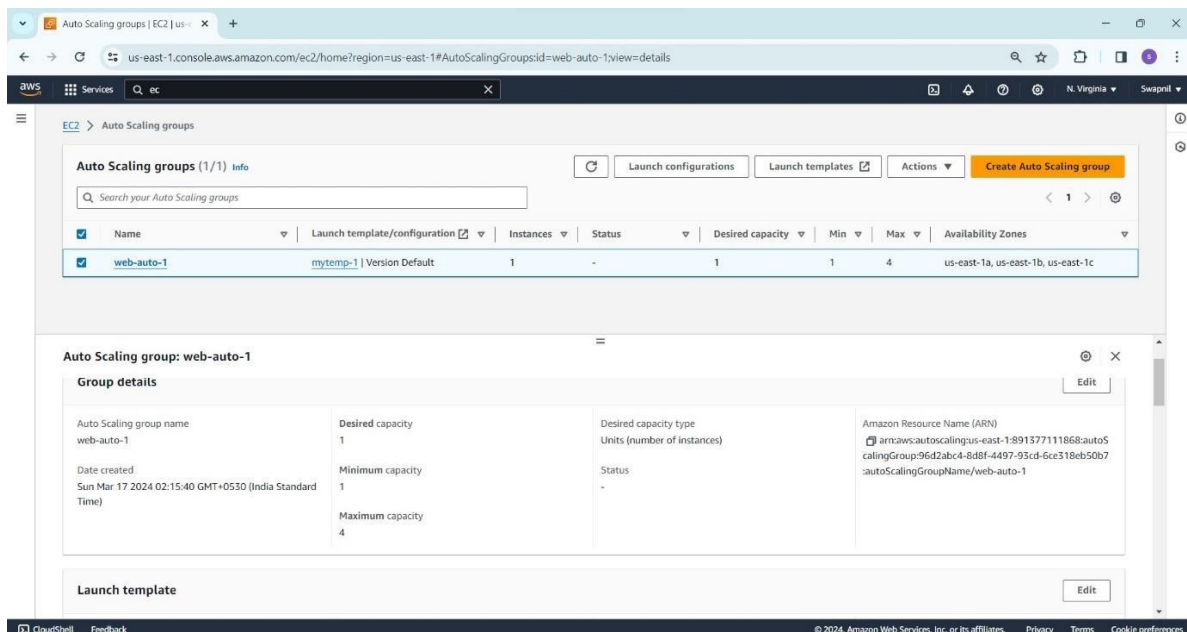 Auto Scaling groups | EC2 | us-e
us-east-1.console.aws.amazon.com/ec2/home?region=us-east-1#AutoScalingGroups:id=web-auto-1;view=details
S
aws Services ec N. Virginia Swapnil
EC2 > Auto Scaling groups
Auto Scaling groups (1/1) Info Launch configurations Launch templates Actions Create Auto Scaling group
Search your Auto Scaling groups 1
Name Launch template/configuration Instances Status Desired capacity Min Max Availability Zones
web-auto-1 mytemp-1 | Version Default 1 - 1 1 4 us-east-1a, us-east-1b, us-east-1c
Auto Scaling group: web-auto-1
Group details Edit
Auto Scaling group name
web-auto-1
Date created
Sun Mar 17 2024 02:15:40 GMT+0530 (India Standard
Time)
Desired capacity
1
Minimum capacity
1
Maximum capacity
4
Desired capacity type
Units (number of instances)
Status
-
Amazon Resource Name (ARN)
arn:aws:autoscaling:us-east-1:891377111868:autoS
calingGroup:96d2abc4-8d8f-4497-93cd-6ce318eb50b7
:autoScalingGroupName/web-auto-1
Launch template Edit
CloudShell Feedback © 2024, Amazon Web Services, Inc. or its affiliates. Privacy Terms Cookie preferences